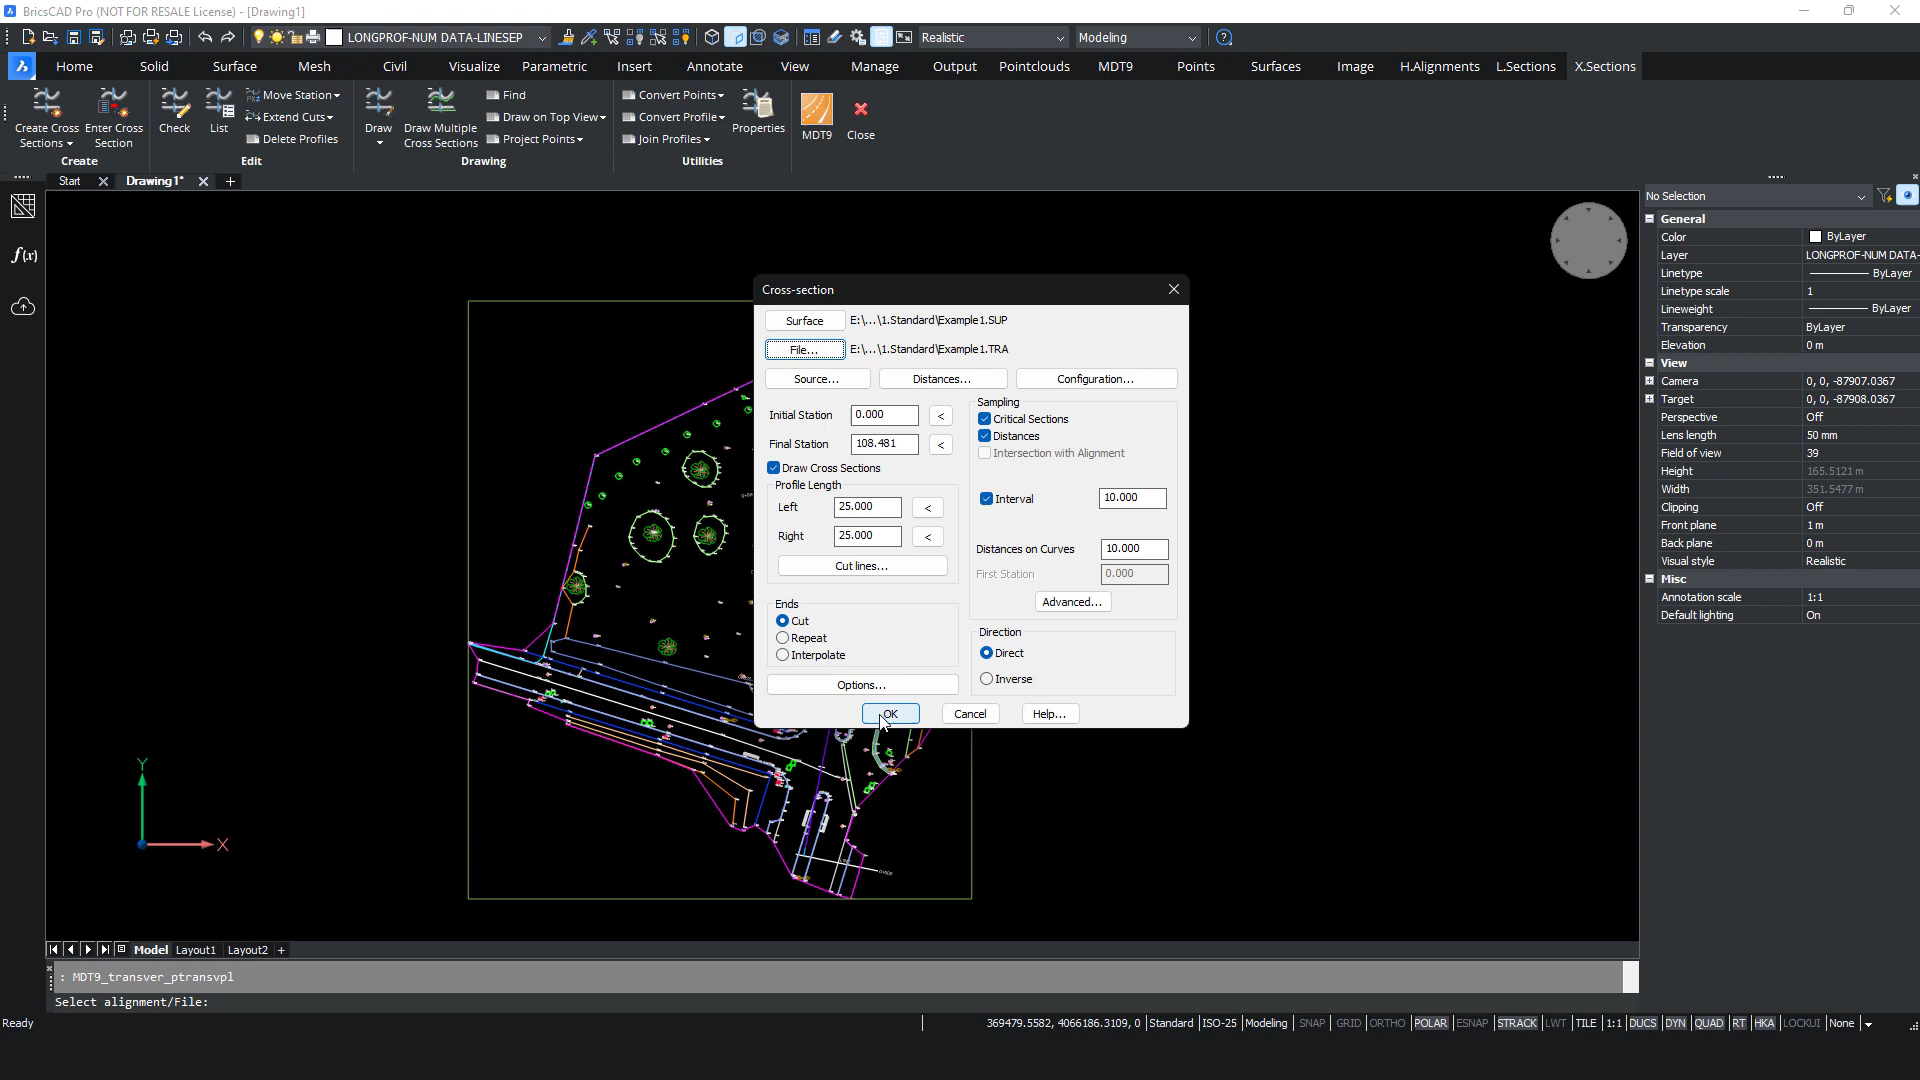 BricsCAD Pro (NOT FOR RESALE License) - [Drawing1]
LONGPROF-NUM DATA-LINESEP Realistic Modeling
Home Solid Surface Mesh Civil Visualize Parametric Insert Annotate View Manage Output Pointclouds MDT9 Points Surfaces Image H.Alignments L.Sections X.Sections
Create Cross Sections
Enter Cross Section
Check
List
Move Station
Extend Cuts
Delete Profiles
Draw
Draw Multiple Cross Sections
Find
Draw on Top View
Project Points
Convert Points
Convert Profile
Join Profiles
Properties
MDT9
Close
Create Edit Drawing Utilities
Start Drawing1*
f(x)
No Selection
General
Color ByLayer
Layer LONGPROF-NUM DATA-
Linetype ByLayer
Linetype scale 1
Lineweight ByLayer
Transparency ByLayer
Elevation 0 m
View
Camera 0, 0, -87907.0367
Target 0, 0, -87908.0367
Perspective Off
Lens length 50 mm
Field of view 39
Height 165.5121 m
Width 351.5477 m
Clipping Off
Front plane 1 m
Back plane 0 m
Visual style Realistic
Misc
Annotation scale 1:1
Default lighting On
Cross-section
Surface E:\...\1.Standard\Example1.SUP
File... E:\...\1.Standard\Example1.TRA
Source... Distances... Configuration...
Initial Station 0.000 <
Final Station 108.481 <
Draw Cross Sections
Profile Length
Left 25.000 <
Right 25.000 <
Cut lines...
Ends
Cut
Repeat
Interpolate
Options...
Sampling
Critical Sections
Distances
Intersection with Alignment
Interval 10.000
Distances on Curves 10.000
First Station 0.000
Advanced...
Direction
Direct
Inverse
OK Cancel Help...
Y
X
Model Layout1 Layout2 +
: MDT9_transver_ptransvpl
Select alignment/File:
Ready 369479.5582, 4066186.3109, 0 Standard ISO-25 Modeling SNAP GRID ORTHO POLAR ESNAP STRACK LWT TILE 1:1 DUCS DYN QUAD RT HKA LOCKUI None